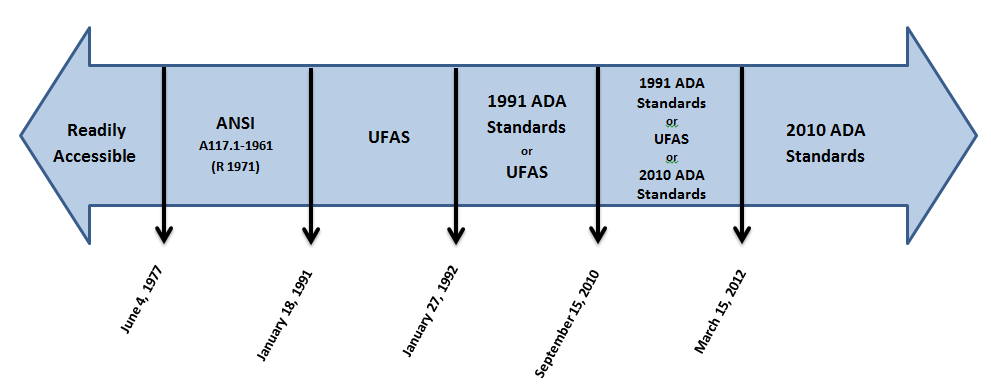 Readily
Accessible
ANSI
A117.1-1961
(R 1971)
UFAS
1991 ADA
Standards
or
UFAS
1991 ADA
Standards
or
UFAS
or
2010 ADA
Standards
2010 ADA
Standards
June 4, 1977
January 18, 1991
January 27, 1992
September 15, 2010
March 15, 2012